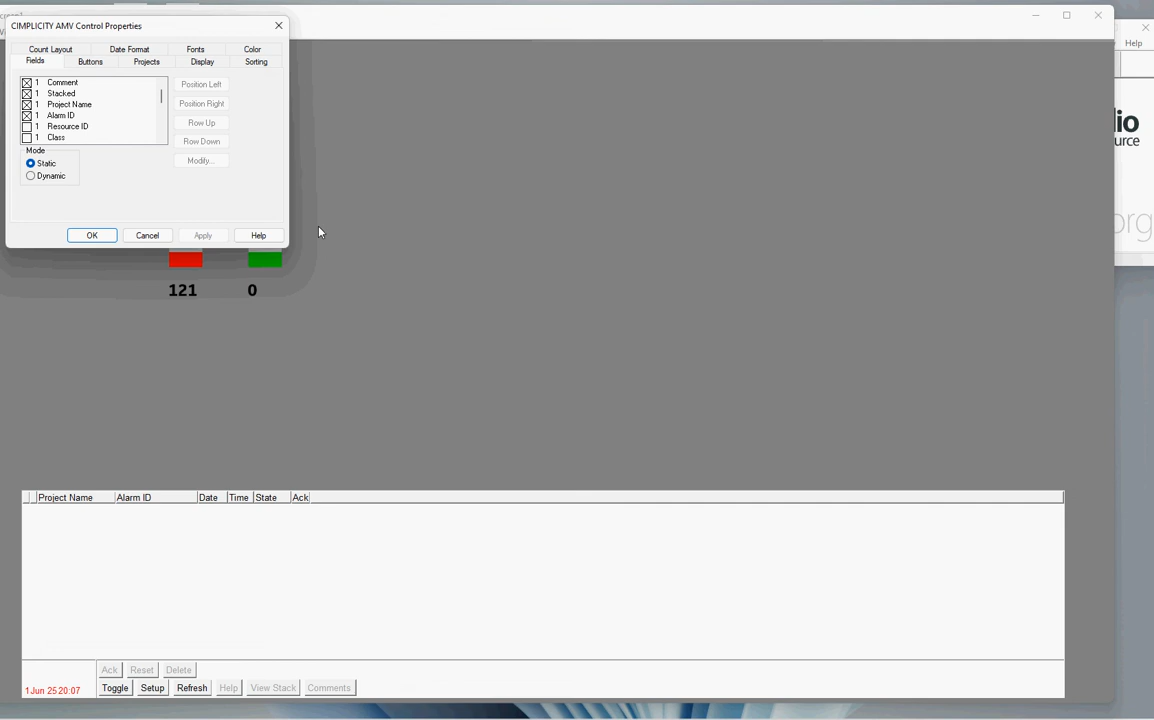 CIMPLICITY AMV Control Properties
Count Layout Date Format Fonts Color
Fields Buttons Projects Display Sorting
1 Comment
1 Stacked
1 Project Name
1 Alarm ID
1 Resource ID
1 Class
Position Left
Position Right
Row Up
Row Down
Modify...
Mode
Static
Dynamic
OK Cancel Apply Help
121 0
Help
io
urce
org
Project Name Alarm ID Date Time State Ack
Ack Reset Delete
1 Jun 25 20:07 Toggle Setup Refresh Help View Stack Comments